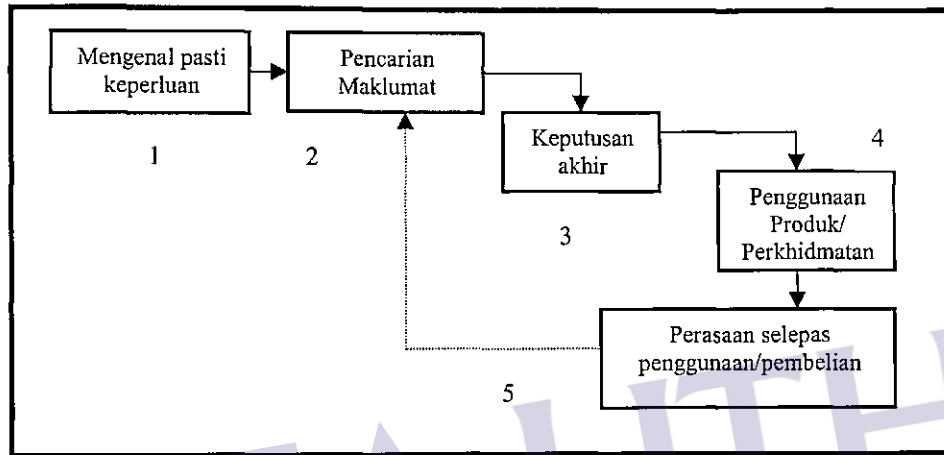 Mengenal pasti
keperluan
1
Pencarian
Maklumat
2
Keputusan
akhir
3
4
Penggunaan
Produk/
Perkhidmatan
Perasaan selepas
penggunaan/pembelian
5